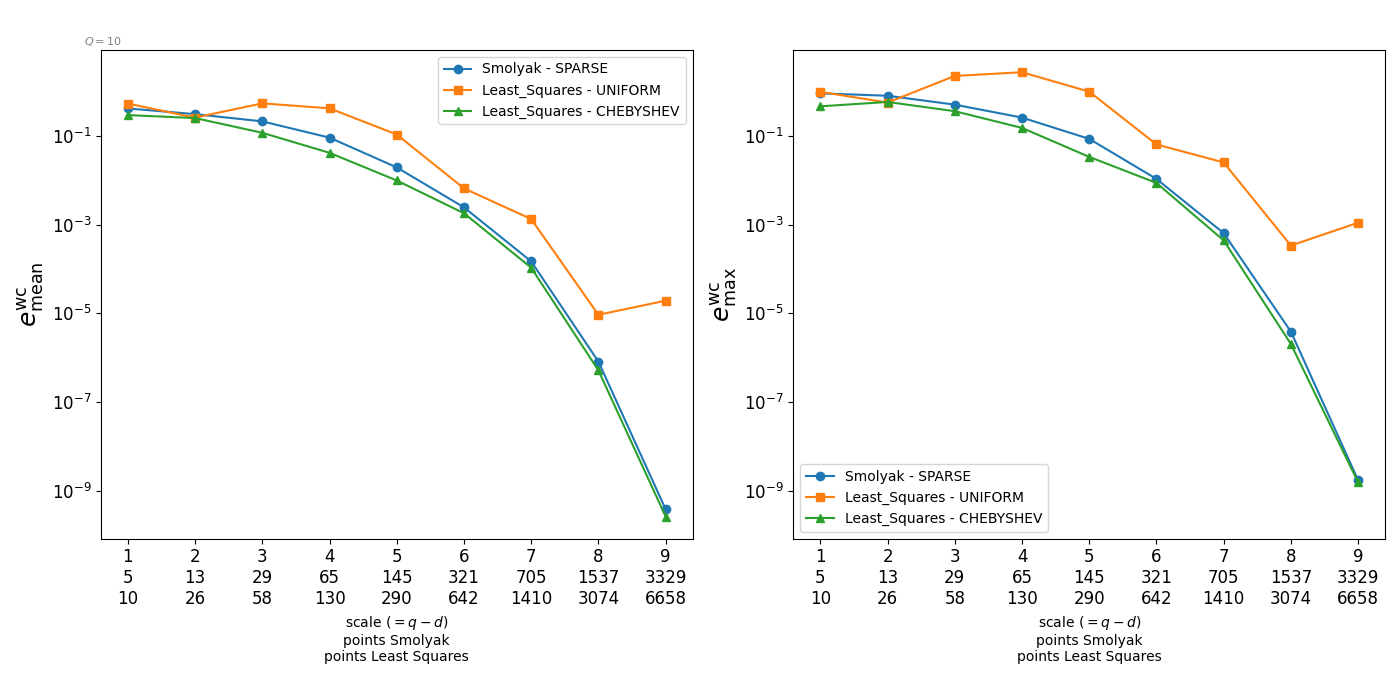 Q = 10
Smolyak - SPARSE
Least_Squares - UNIFORM
Least_Squares - CHEBYSHEV
10⁻¹
10⁻³
10⁻⁵
10⁻⁷
10⁻⁹
e^wc_mean
1 2 3 4 5 6 7 8 9
5 13 29 65 145 321 705 1537 3329
10 26 58 130 290 642 1410 3074 6658
scale (= q − d)
points Smolyak
points Least Squares
10⁻¹
10⁻³
10⁻⁵
10⁻⁷
10⁻⁹
e^wc_max
Smolyak - SPARSE
Least_Squares - UNIFORM
Least_Squares - CHEBYSHEV
1 2 3 4 5 6 7 8 9
5 13 29 65 145 321 705 1537 3329
10 26 58 130 290 642 1410 3074 6658
scale (= q − d)
points Smolyak
points Least Squares